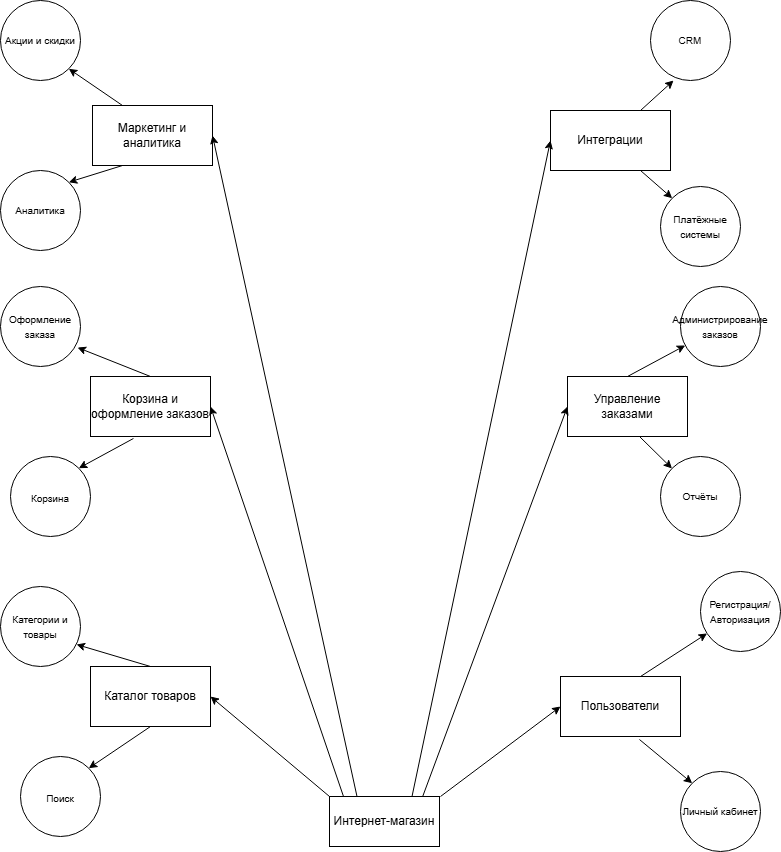 Акции и скидки
CRM
Маркетинг и
аналитика
Интеграции
Аналитика
Платёжные
системы
Оформление
заказа
Администрирование
заказов
Корзина и
оформление заказов
Управление
заказами
Корзина
Отчёты
Категории и
товары
Регистрация/
Авторизация
Каталог товаров
Пользователи
Поиск
Интернет-магазин
Личный кабинет